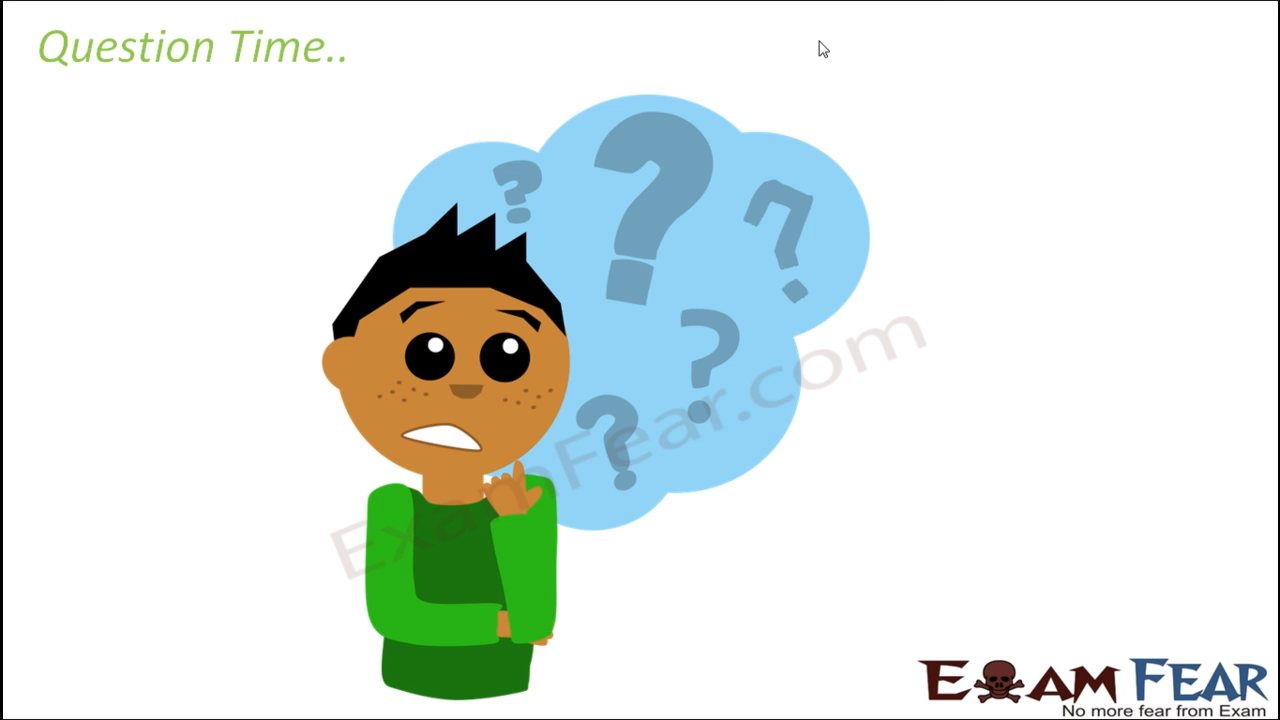 Question Time..
? ? ?
?
?
ExamFear.com
EXAM FEAR
No more fear from Exam